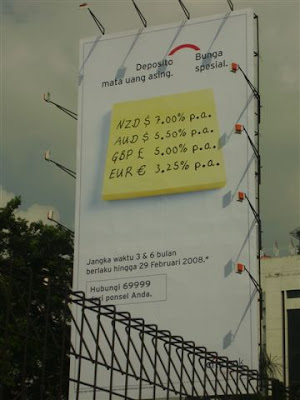 Deposito
mata uang asing.
Bunga
spesial.
NZD $ 7.00% p.a.
AUD $ 5.50% p.a.
GBP £ 5.00% p.a.
EUR € 3.25% p.a.
Jangka waktu 3 & 6 bulan
berlaku hingga 29 Februari 2008.*
Hubungi 69999
dari ponsel Anda.